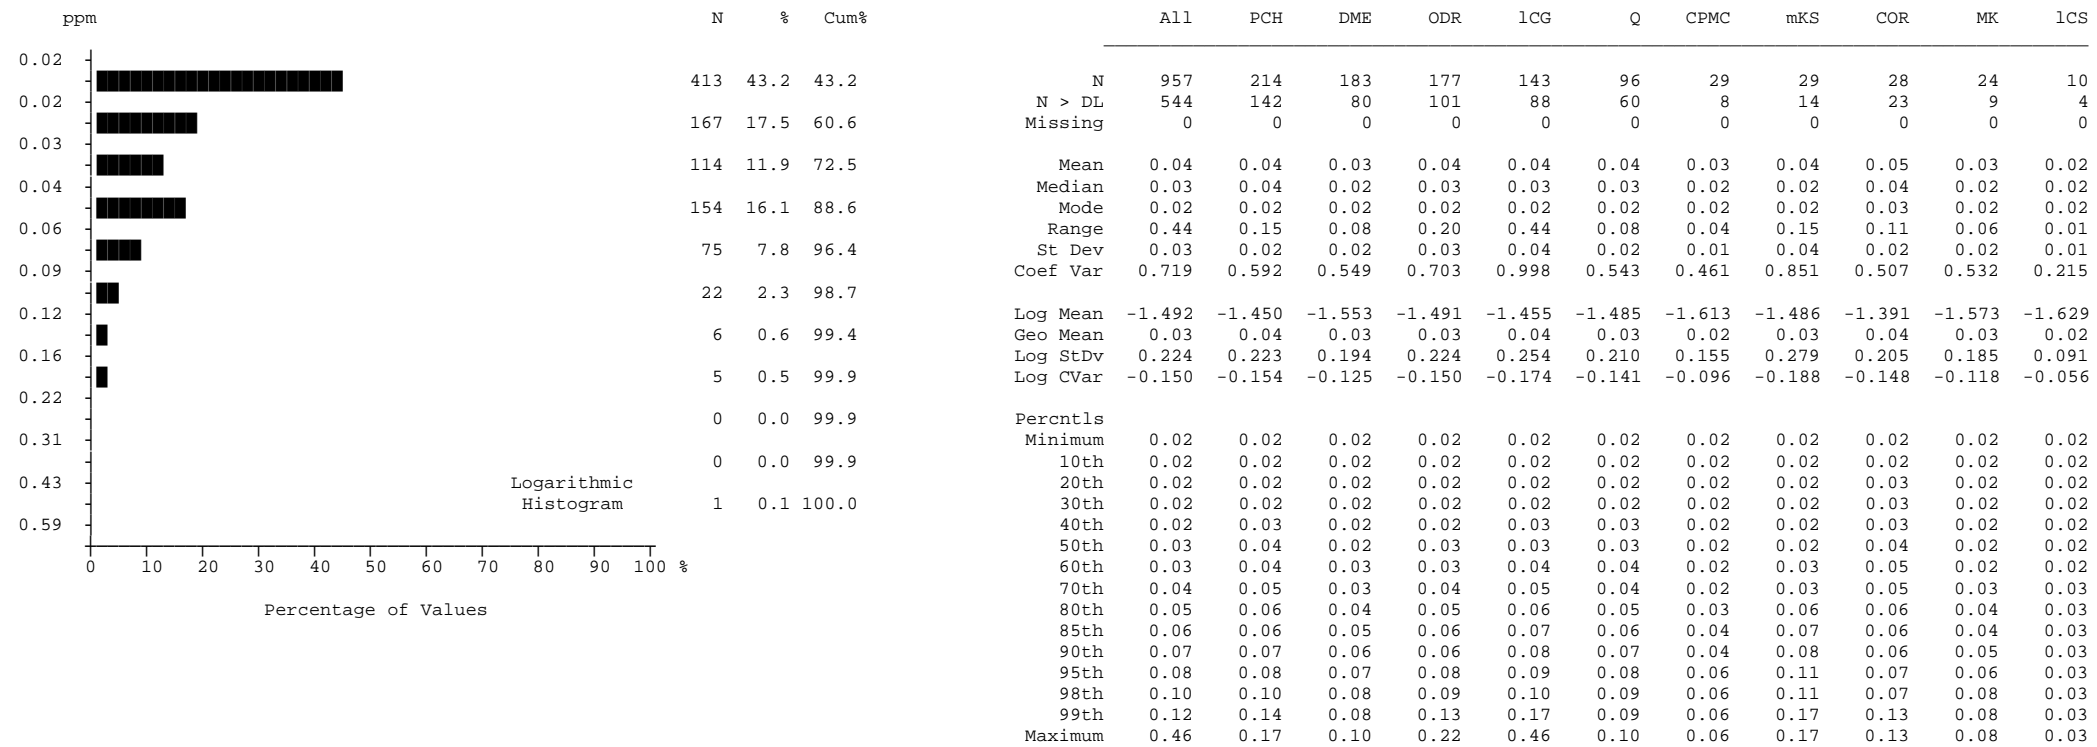 ppm N % Cum% All PCH DME ODR lCG Q CPMC mKS COR MK lCS
0.02
413 43.2 43.2 N 957 214 183 177 143 96 29 29 28 24 10
0.02 N > DL 544 142 80 101 88 60 8 14 23 9 4
167 17.5 60.6 Missing 0 0 0 0 0 0 0 0 0 0 0
0.03
114 11.9 72.5 Mean 0.04 0.04 0.03 0.04 0.04 0.04 0.03 0.04 0.05 0.03 0.02
0.04 Median 0.03 0.04 0.02 0.03 0.03 0.03 0.02 0.02 0.04 0.02 0.02
154 16.1 88.6 Mode 0.02 0.02 0.02 0.02 0.02 0.02 0.02 0.02 0.03 0.02 0.02
0.06 Range 0.44 0.15 0.08 0.20 0.44 0.08 0.04 0.15 0.11 0.06 0.01
75 7.8 96.4 St Dev 0.03 0.02 0.02 0.03 0.04 0.02 0.01 0.04 0.02 0.02 0.01
0.09 Coef Var 0.719 0.592 0.549 0.703 0.998 0.543 0.461 0.851 0.507 0.532 0.215
22 2.3 98.7
0.12 Log Mean -1.492 -1.450 -1.553 -1.491 -1.455 -1.485 -1.613 -1.486 -1.391 -1.573 -1.629
6 0.6 99.4 Geo Mean 0.03 0.04 0.03 0.03 0.04 0.03 0.02 0.03 0.04 0.03 0.02
0.16 Log StDv 0.224 0.223 0.194 0.224 0.254 0.210 0.155 0.279 0.205 0.185 0.091
5 0.5 99.9 Log CVar -0.150 -0.154 -0.125 -0.150 -0.174 -0.141 -0.096 -0.188 -0.148 -0.118 -0.056
0.22
0 0.0 99.9 Percntls
0.31 Minimum 0.02 0.02 0.02 0.02 0.02 0.02 0.02 0.02 0.02 0.02 0.02
0 0.0 99.9 10th 0.02 0.02 0.02 0.02 0.02 0.02 0.02 0.02 0.02 0.02 0.02
0.43 Logarithmic 20th 0.02 0.02 0.02 0.02 0.02 0.02 0.02 0.02 0.03 0.02 0.02
Histogram 1 0.1 100.0 30th 0.02 0.02 0.02 0.02 0.02 0.02 0.02 0.02 0.03 0.02 0.02
0.59 40th 0.02 0.03 0.02 0.02 0.03 0.03 0.02 0.02 0.03 0.02 0.02
50th 0.03 0.04 0.02 0.03 0.03 0.03 0.02 0.02 0.04 0.02 0.02
0 10 20 30 40 50 60 70 80 90 100 % 60th 0.03 0.04 0.03 0.03 0.04 0.04 0.02 0.03 0.05 0.02 0.02
70th 0.04 0.05 0.03 0.04 0.05 0.04 0.02 0.03 0.05 0.03 0.03
Percentage of Values 80th 0.05 0.06 0.04 0.05 0.06 0.05 0.03 0.06 0.06 0.04 0.03
85th 0.06 0.06 0.05 0.06 0.07 0.06 0.04 0.07 0.06 0.04 0.03
90th 0.07 0.07 0.06 0.06 0.08 0.07 0.04 0.08 0.06 0.05 0.03
95th 0.08 0.08 0.07 0.08 0.09 0.08 0.06 0.11 0.07 0.06 0.03
98th 0.10 0.10 0.08 0.09 0.10 0.09 0.06 0.11 0.07 0.08 0.03
99th 0.12 0.14 0.08 0.13 0.17 0.09 0.06 0.17 0.13 0.08 0.03
Maximum 0.46 0.17 0.10 0.22 0.46 0.10 0.06 0.17 0.13 0.08 0.03